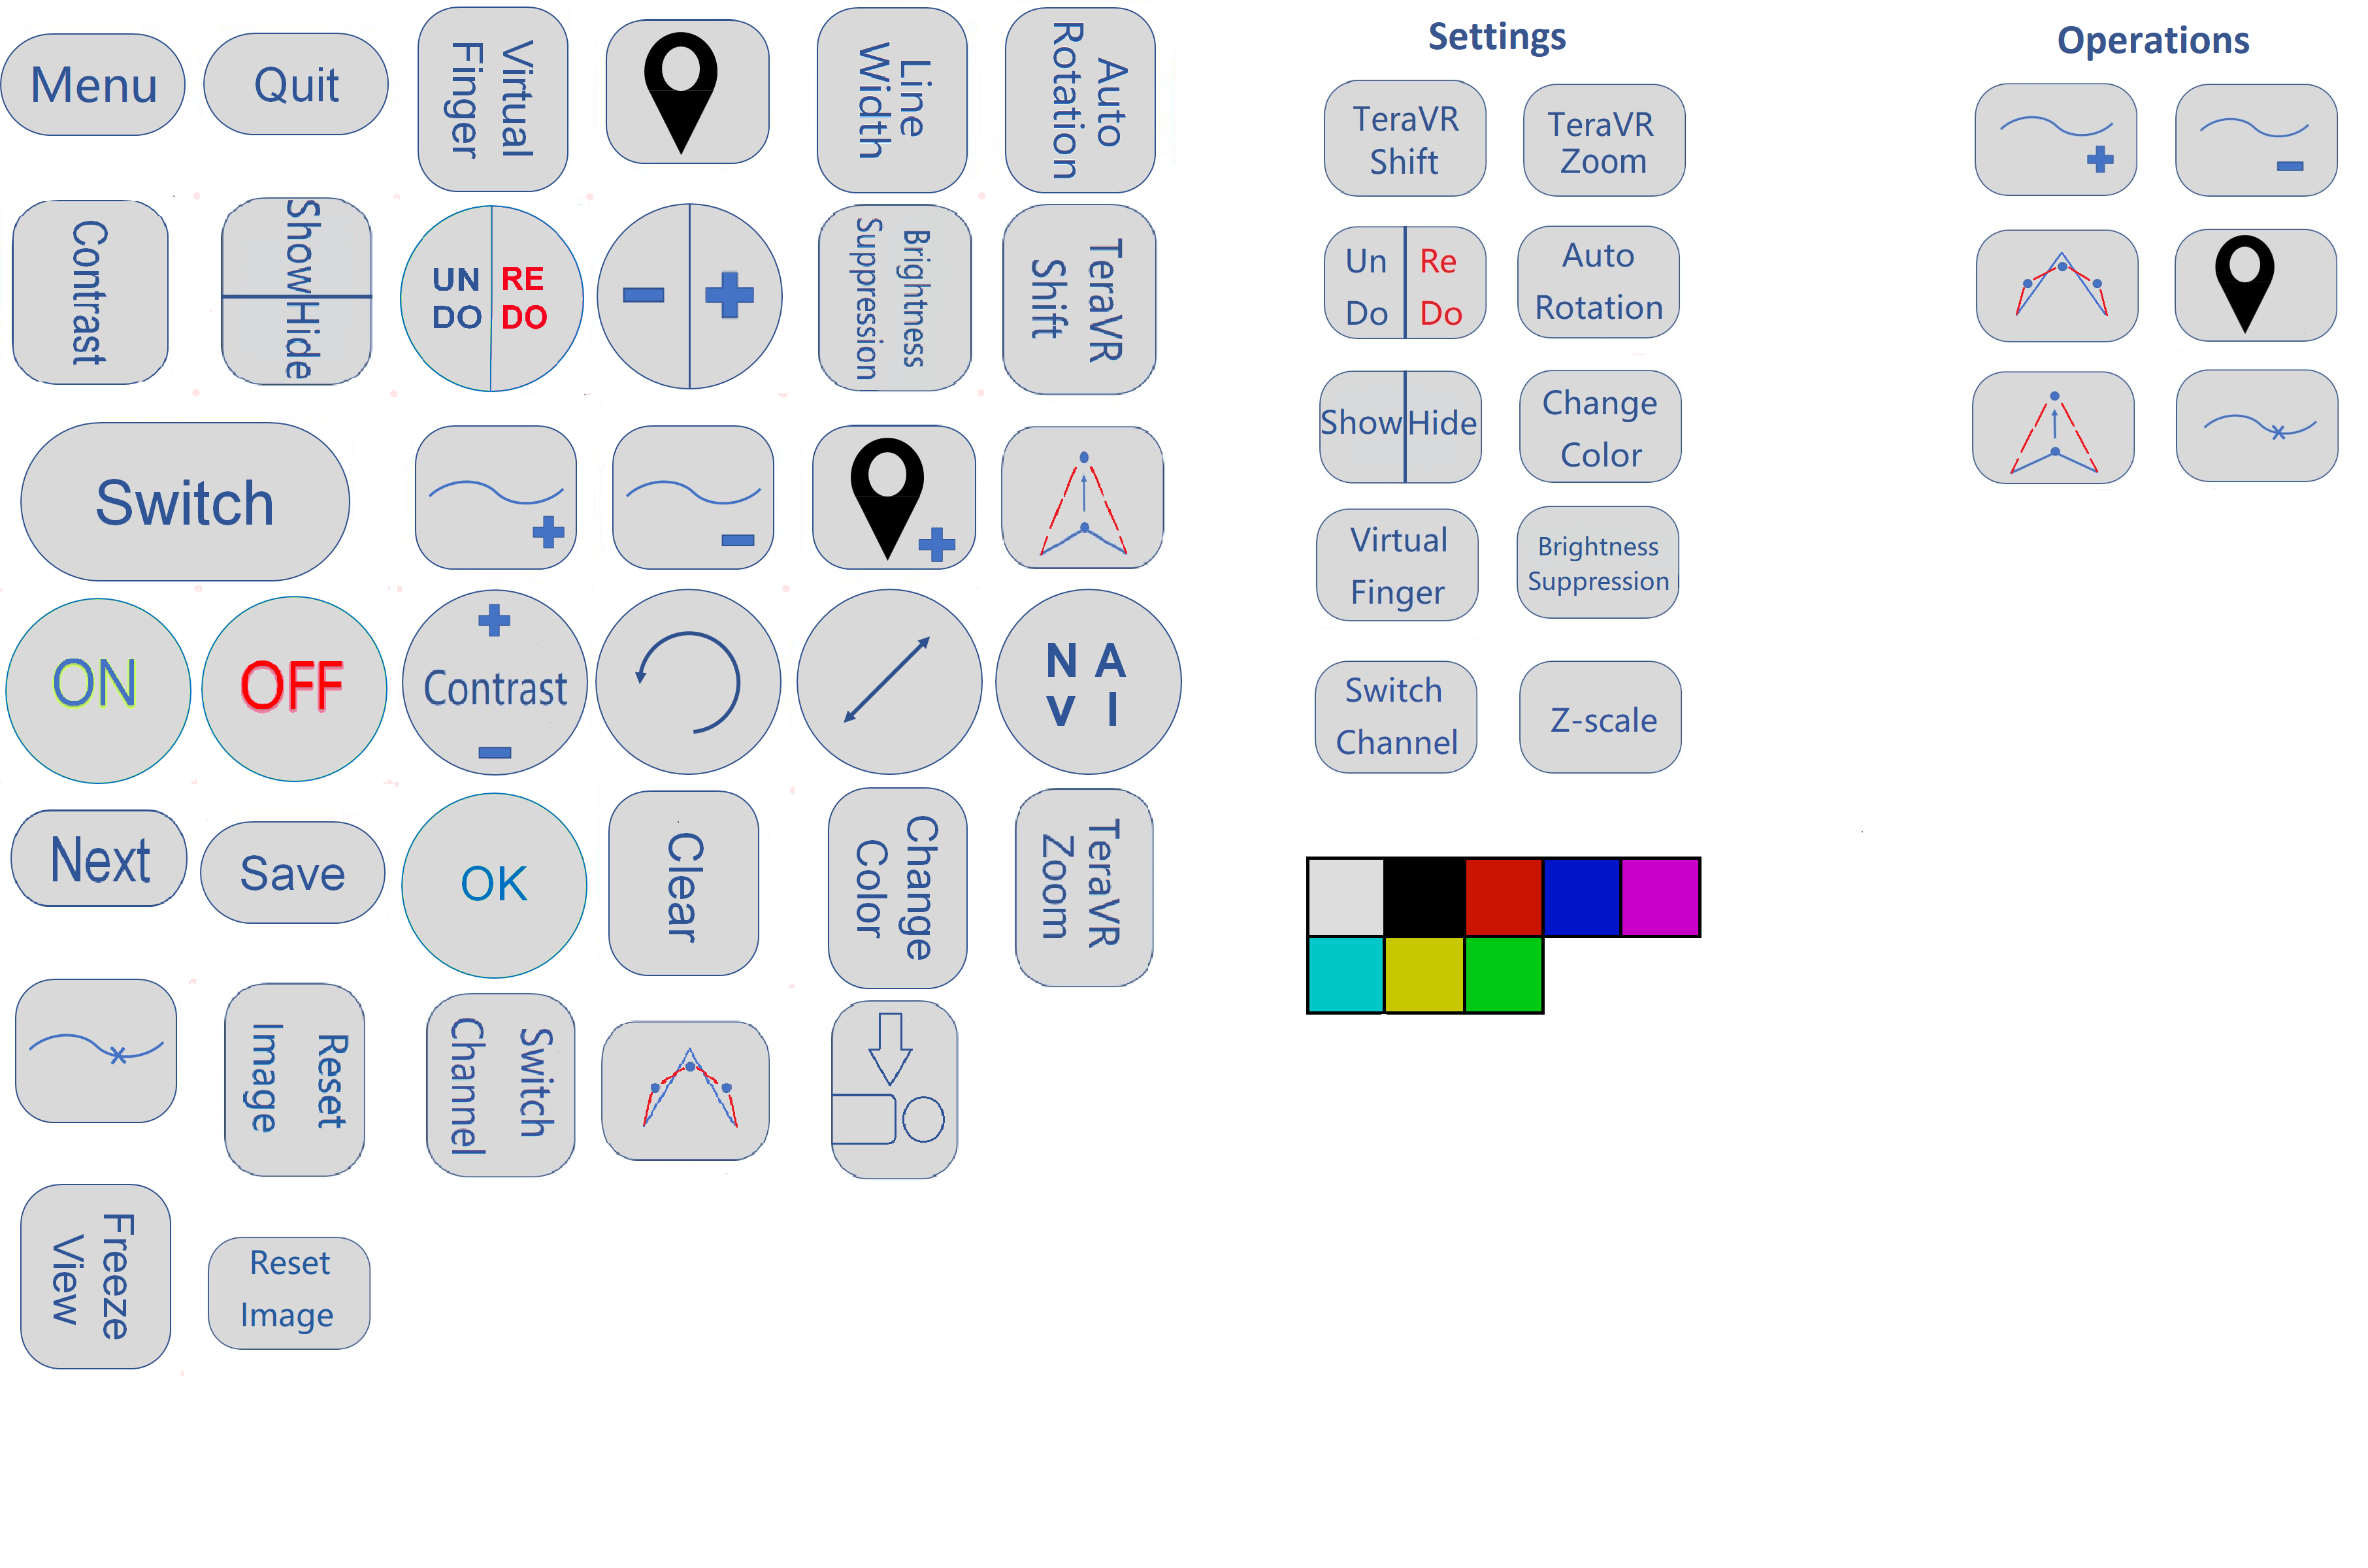 Menu
Quit
Virtual
Finger
Line
Width
Auto
Rotation
Contrast
Show
Hide
UN
DO
RE
DO
Brightness
Suppression
TeraVR
Shift
Switch
ON
OFF
Contrast
N A
V I
Next
Save
OK
Clear
Change
Color
TeraVR
Zoom
Reset
Image
Switch
Channel
Freeze
View
Reset
Image
Settings
TeraVR
Shift
TeraVR
Zoom
Un
Do
Re
Do
Auto
Rotation
Show
Hide
Change
Color
Virtual
Finger
Brightness
Suppression
Switch
Channel
Z-scale
Operations